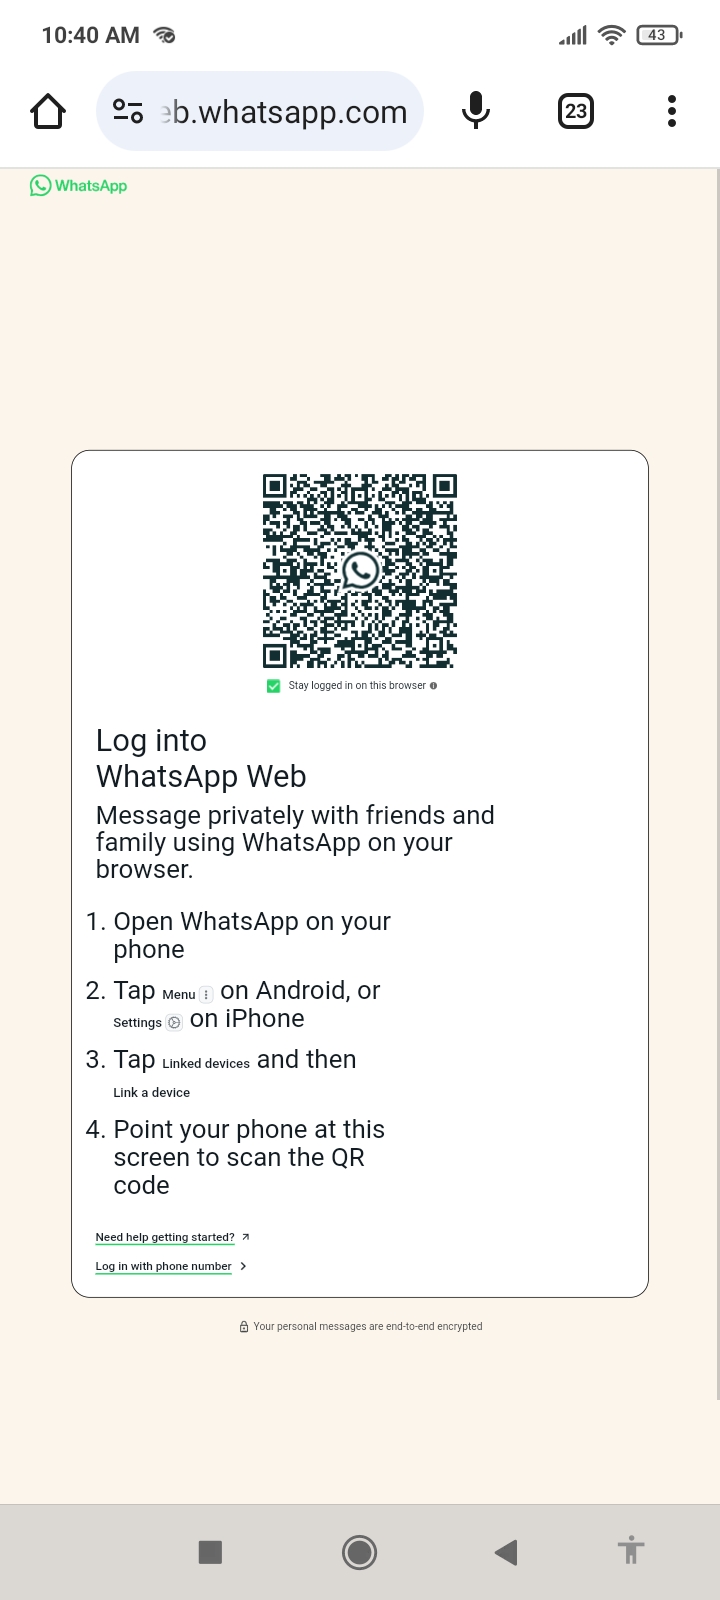 10:40 AM
43
eb.whatsapp.com
23
WhatsApp
Stay logged in on this browser
Log into
WhatsApp Web
Message privately with friends and
family using WhatsApp on your
browser.
1. Open WhatsApp on your
phone
2. Tap Menu on Android, or
Settings on iPhone
3. Tap Linked devices and then
Link a device
4. Point your phone at this
screen to scan the QR
code
Need help getting started?
Log in with phone number
Your personal messages are end-to-end encrypted